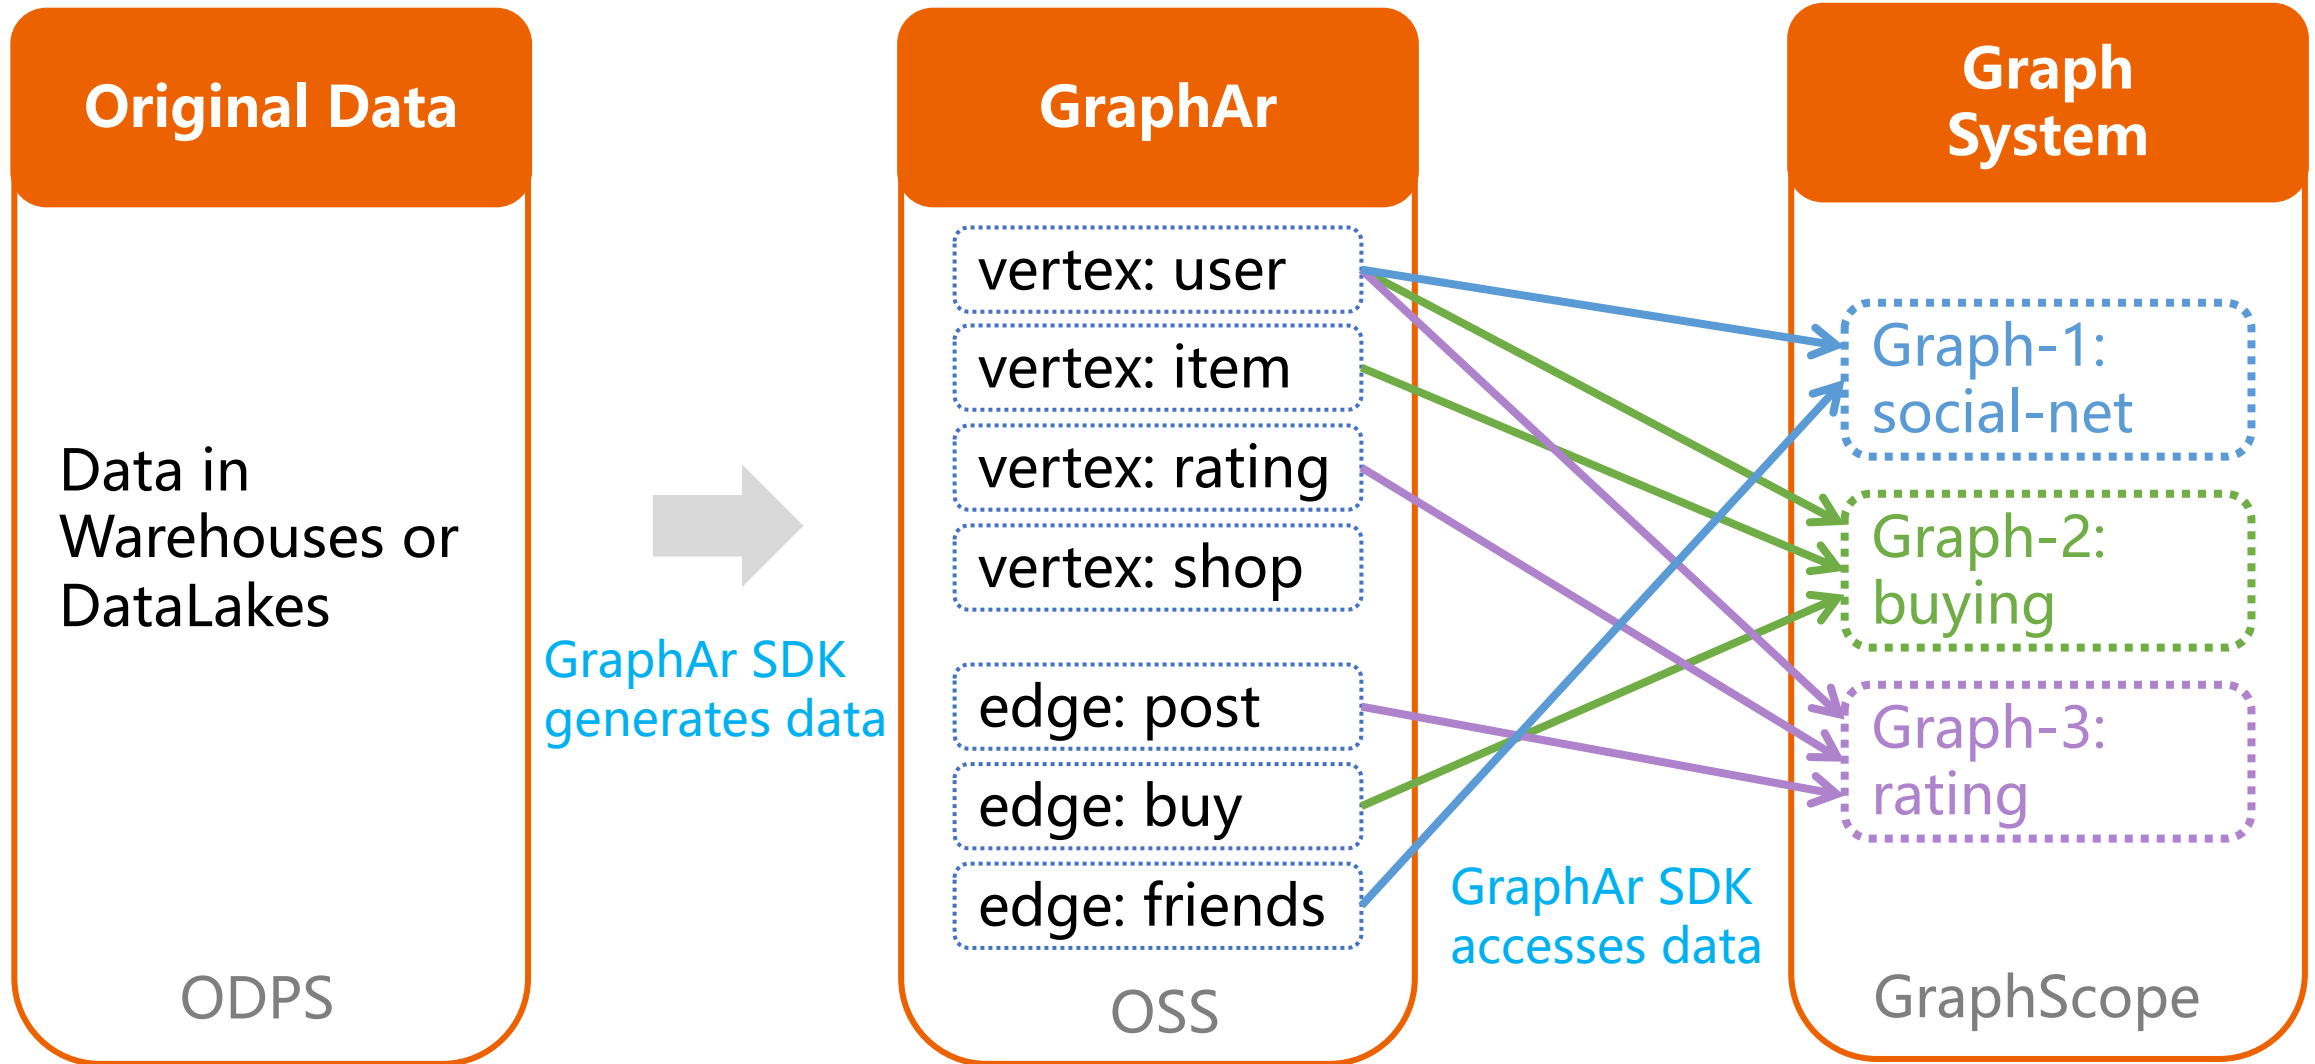 Original Data
Data in
Warehouses or
DataLakes
ODPS
GraphAr SDK
generates data
GraphAr
vertex: user
vertex: item
vertex: rating
vertex: shop
edge: post
edge: buy
edge: friends
OSS
GraphAr SDK
accesses data
Graph
System
Graph-1:
social-net
Graph-2:
buying
Graph-3:
rating
GraphScope